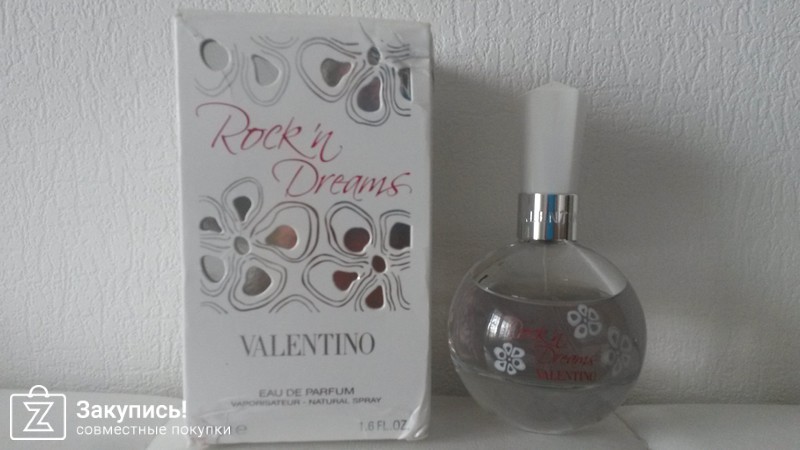 Rock'n
Dreams
VALENTINO
EAU DE PARFUM
VAPORISATEUR - NATURAL SPRAY
1.6 FL.OZ.
Rock'n
Dreams
VALENTINO
Закупись!
совместные покупки